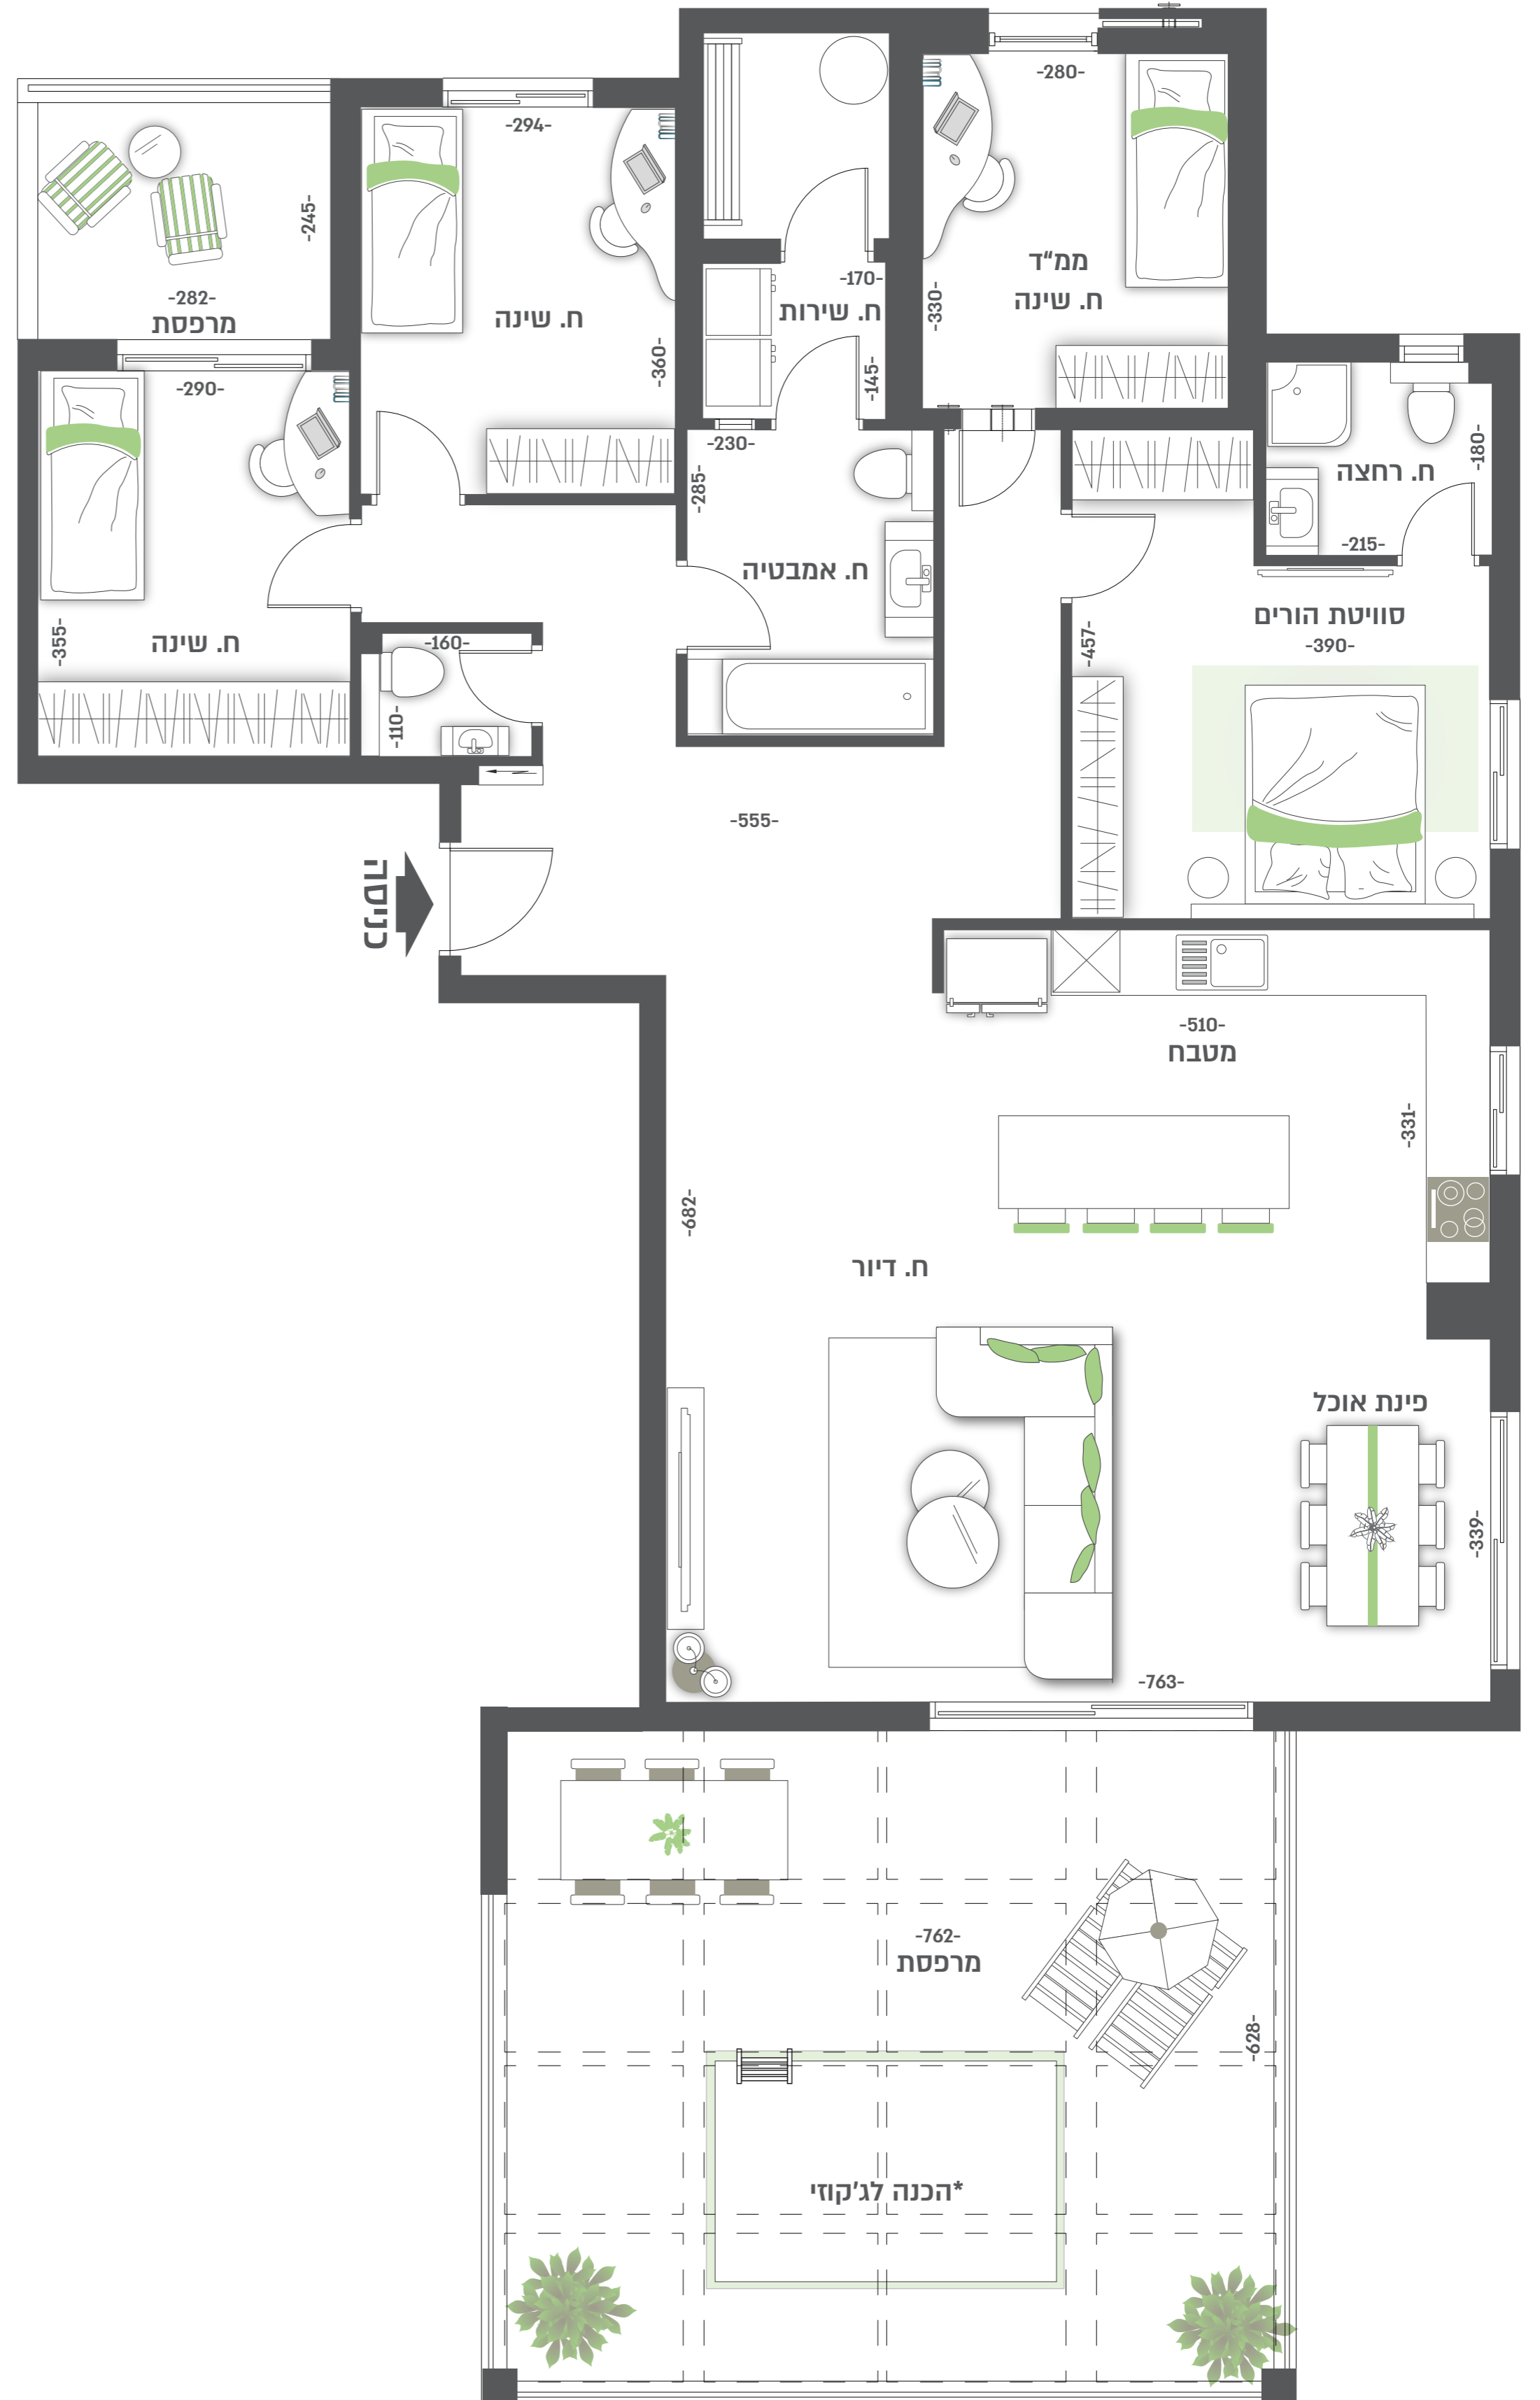 -280-
-294-
-245-
-282-
מרפסת
ח. שינה
-360-
-170-
ח. שירות
-145-
-330-
ממ"ד
ח. שינה
-290-
-355-
ח. שינה
-230-
-285-
ח. אמבטיה
-180-
ח. רחצה
-215-
-160-
-110-
סוויטת הורים
-390-
-457-
-555-
כניסה
-510-
מטבח
-331-
-682-
ח. דיור
פינת אוכל
-339-
-763-
-762-
מרפסת
-628-
*הכנה לג'קוזי